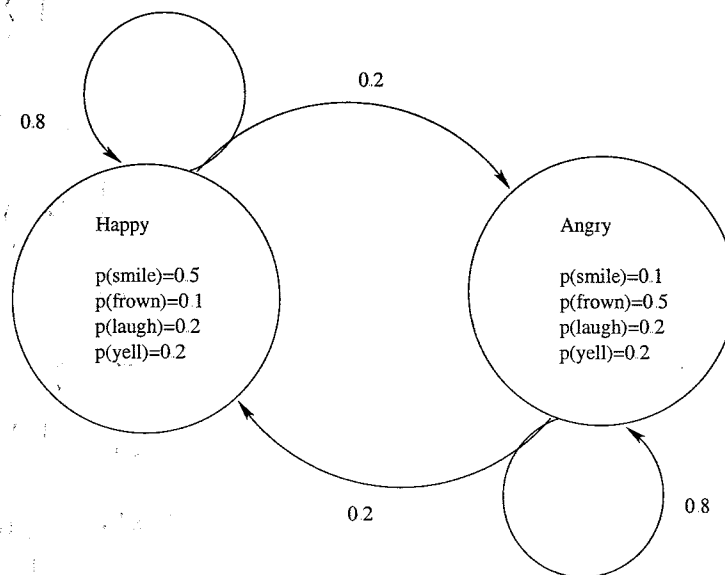 0.2
0.8
Happy
p(smile)=0.5
p(frown)=0.1
p(laugh)=0.2
p(yell)=0.2
Angry
p(smile)=0.1
p(frown)=0.5
p(laugh)=0.2
p(yell)=0.2
0.2
0.8